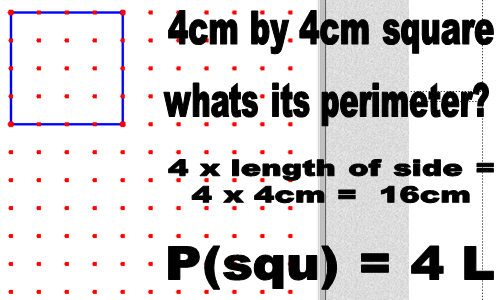 4cm by 4cm square
whats its perimeter?
4 x length of side =
4 x 4cm = 16cm
P(squ) = 4 L